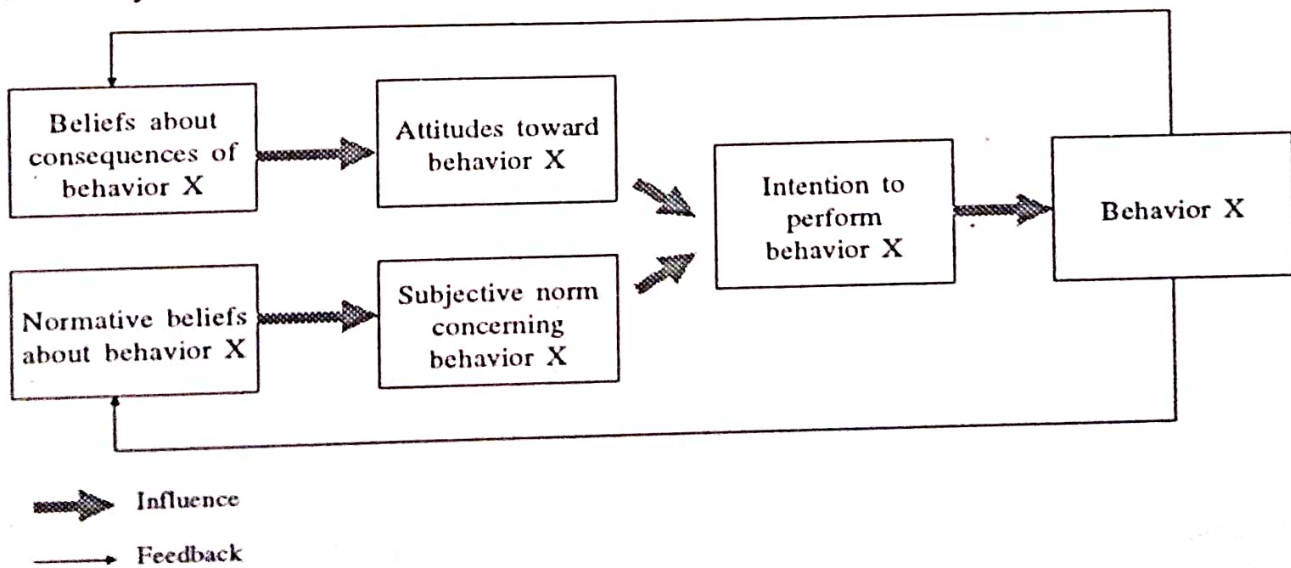 Beliefs about
consequences of
behavior X
Attitudes toward
behavior X
Intention to
perform
behavior X
Behavior X
Normative beliefs
about behavior X
Subjective norm
concerning
behavior X
Influence
Feedback